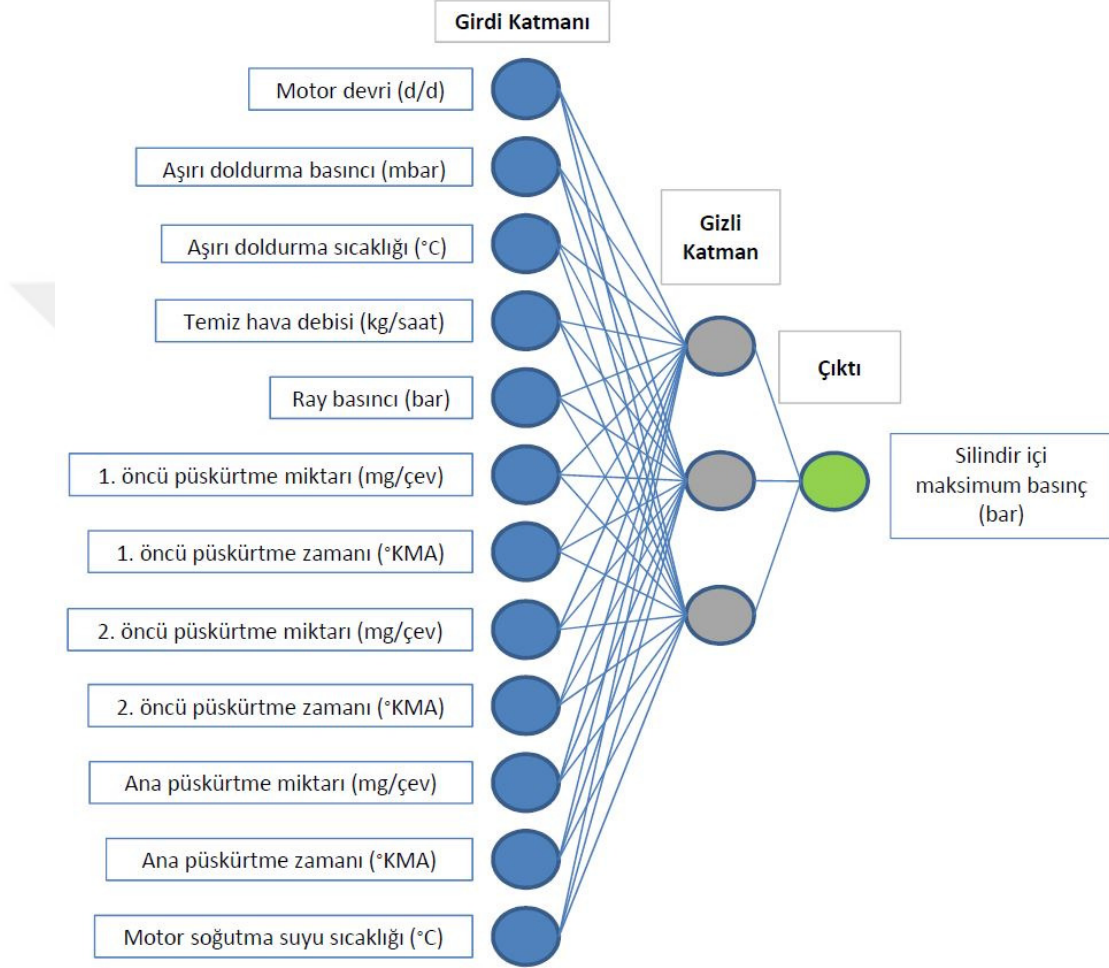 Girdi Katmanı
Motor devri (d/d)
Aşırı doldurma basıncı (mbar)
Aşırı doldurma sıcaklığı (°C)
Temiz hava debisi (kg/saat)
Ray basıncı (bar)
1. öncü püskürtme miktarı (mg/çev)
1. öncü püskürtme zamanı (°KMA)
2. öncü püskürtme miktarı (mg/çev)
2. öncü püskürtme zamanı (°KMA)
Ana püskürtme miktarı (mg/çev)
Ana püskürtme zamanı (°KMA)
Motor soğutma suyu sıcaklığı (°C)
Gizli
Katman
Çıktı
Silindir içi
maksimum basınç
(bar)